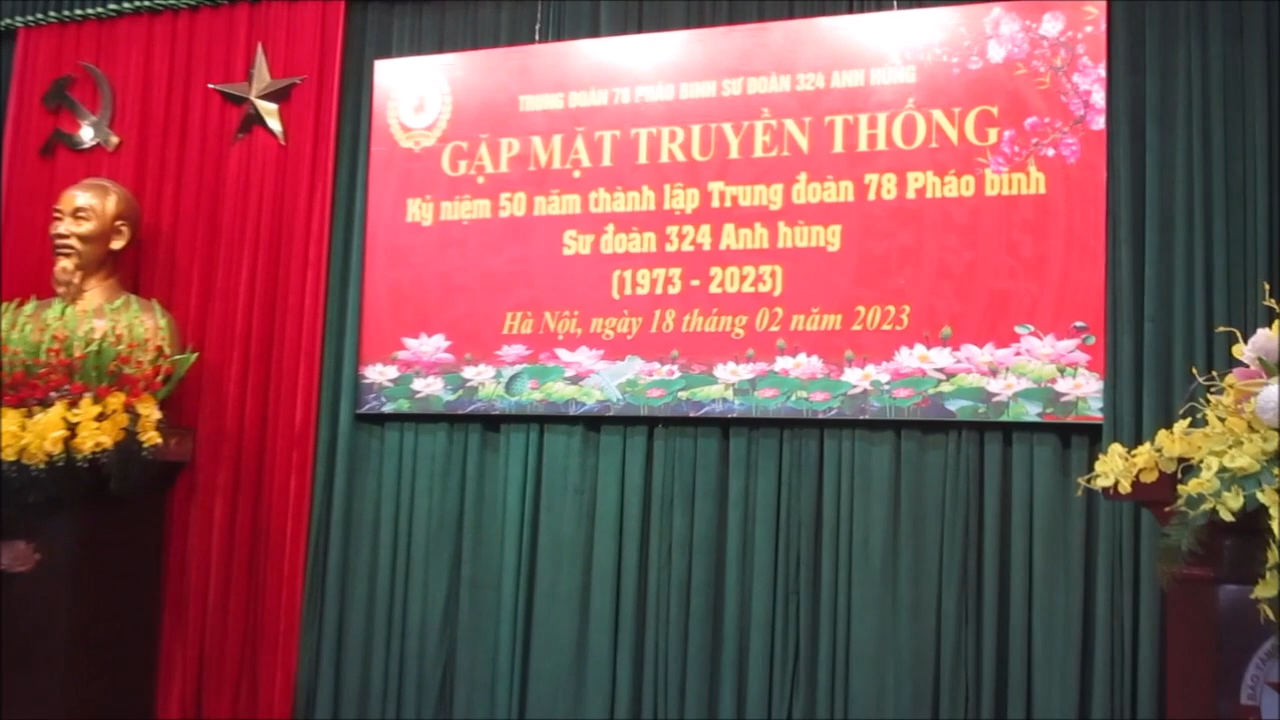 TRUNG ĐOÀN 78 PHÁO BINH SƯ ĐOÀN 324 ANH HÙNG
GẶP MẶT TRUYỀN THỐNG
Kỷ niệm 50 năm thành lập Trung đoàn 78 Pháo binh
Sư đoàn 324 Anh hùng
(1973 - 2023)
Hà Nội, ngày 18 tháng 02 năm 2023
BẢO TÀNG